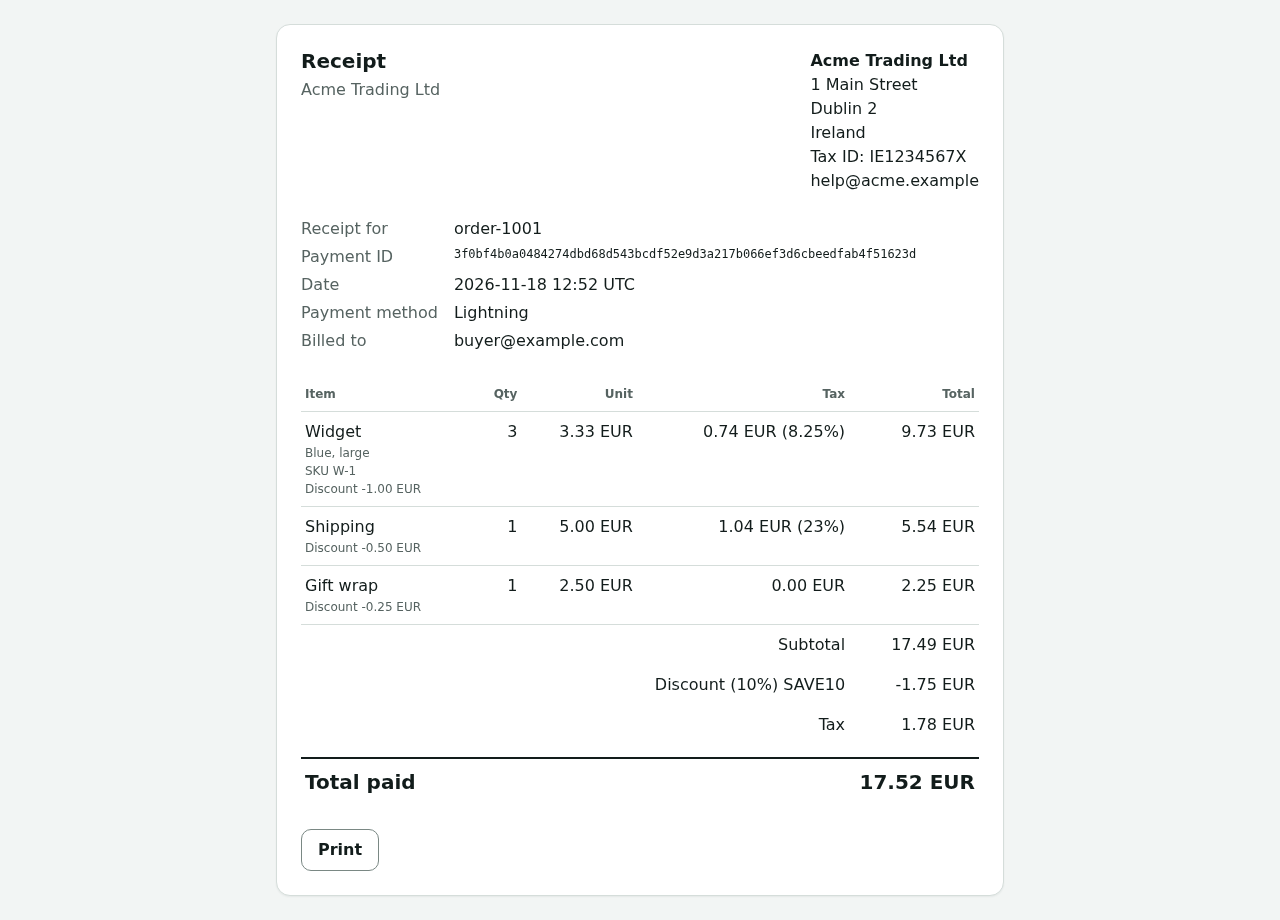 Receipt
Acme Trading Ltd
Acme Trading Ltd
1 Main Street
Dublin 2
Ireland
Tax ID: IE1234567X
help@acme.example
Receipt for order-1001
Payment ID 3f0bf4b0a0484274dbd68d543bcdf52e9d3a217b066ef3d6cbeedfab4f51623d
Date 2026-11-18 12:52 UTC
Payment method Lightning
Billed to buyer@example.com
Item Qty Unit Tax Total
Widget 3 3.33 EUR 0.74 EUR (8.25%) 9.73 EUR
Blue, large
SKU W-1
Discount -1.00 EUR
Shipping 1 5.00 EUR 1.04 EUR (23%) 5.54 EUR
Discount -0.50 EUR
Gift wrap 1 2.50 EUR 0.00 EUR 2.25 EUR
Discount -0.25 EUR
Subtotal 17.49 EUR
Discount (10%) SAVE10 -1.75 EUR
Tax 1.78 EUR
Total paid 17.52 EUR
Print